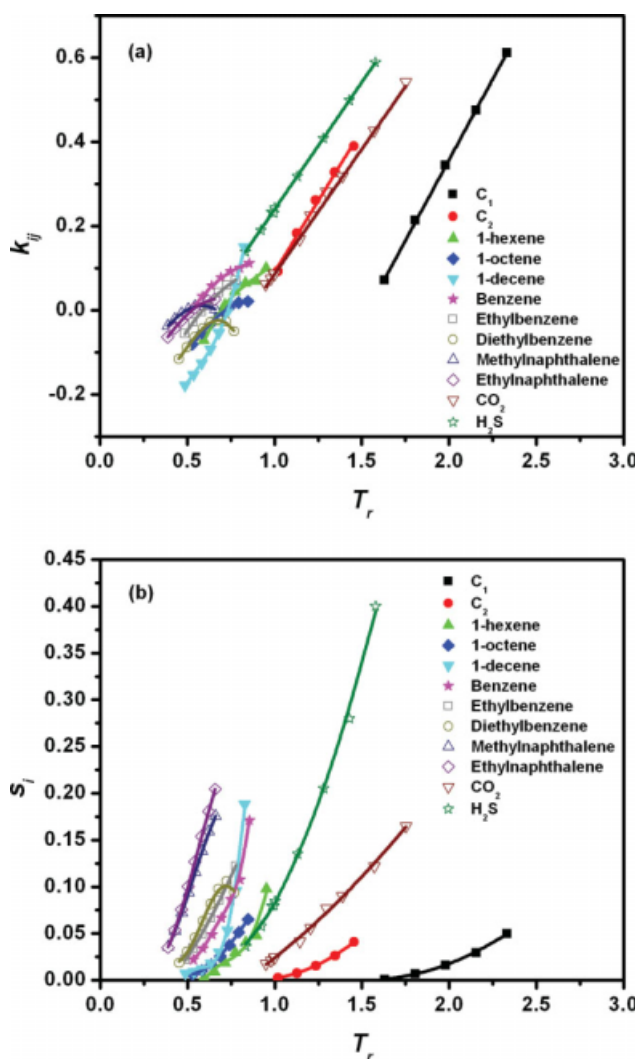 (a)
0.6
0.4
0.2
0.0
-0.2
k_ij
C₁
C₂
1-hexene
1-octene
1-decene
Benzene
Ethylbenzene
Diethylbenzene
Methylnaphthalene
Ethylnaphthalene
CO₂
H₂S
0.0 0.5 1.0 1.5 2.0 2.5 3.0
T_r
(b)
0.45
0.40
0.35
0.30
0.25
0.20
0.15
0.10
0.05
0.00
s_i
C₁
C₂
1-hexene
1-octene
1-decene
Benzene
Ethylbenzene
Diethylbenzene
Methylnaphthalene
Ethylnaphthalene
CO₂
H₂S
0.0 0.5 1.0 1.5 2.0 2.5 3.0
T_r